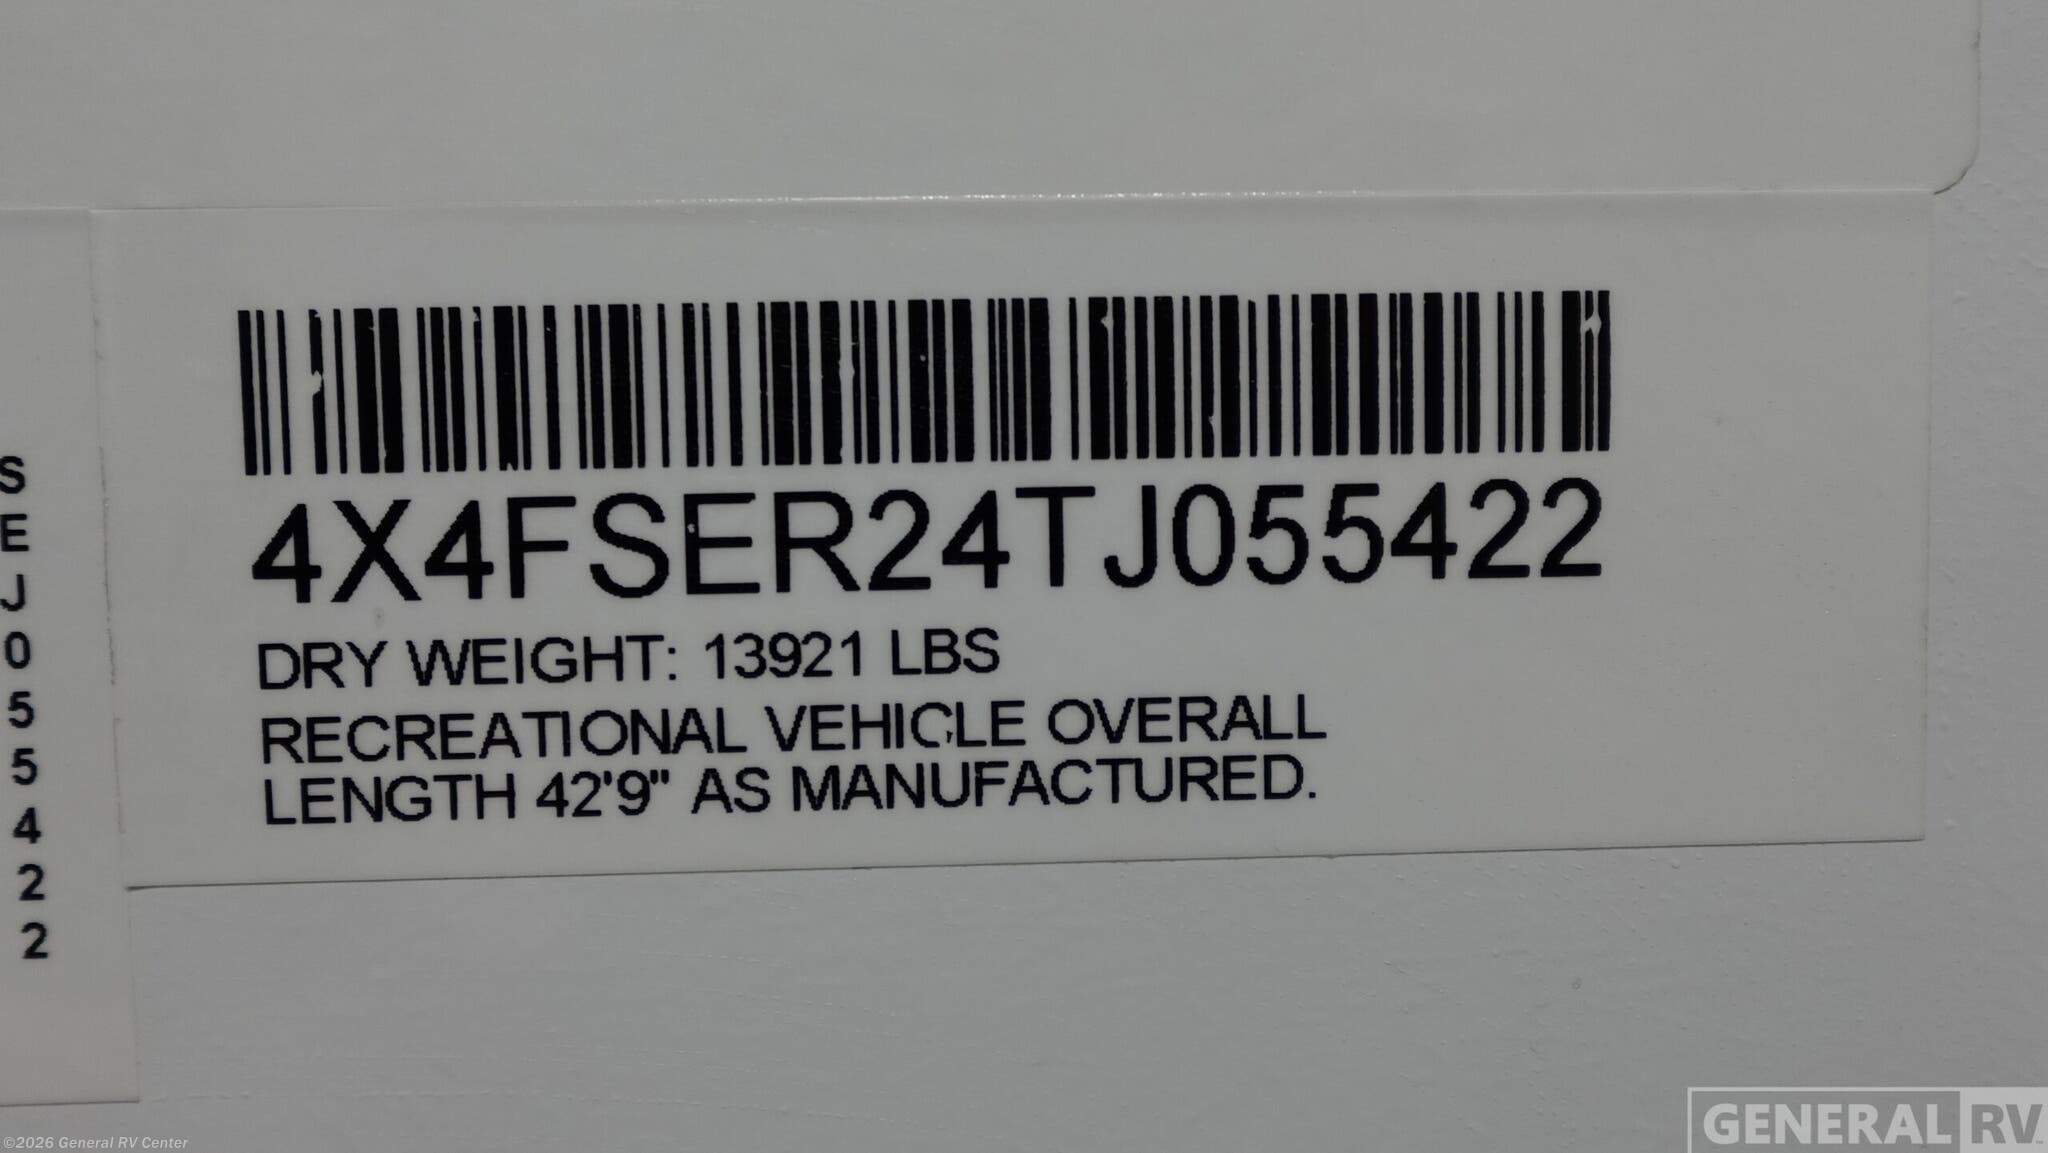 4X4FSER24TJ055422
DRY WEIGHT: 13921 LBS
RECREATIONAL VEHICLE OVERALL
LENGTH 42'9" AS MANUFACTURED.
S
E
J
0
5
5
4
2
2
©2026 General RV Center
GENERAL RV